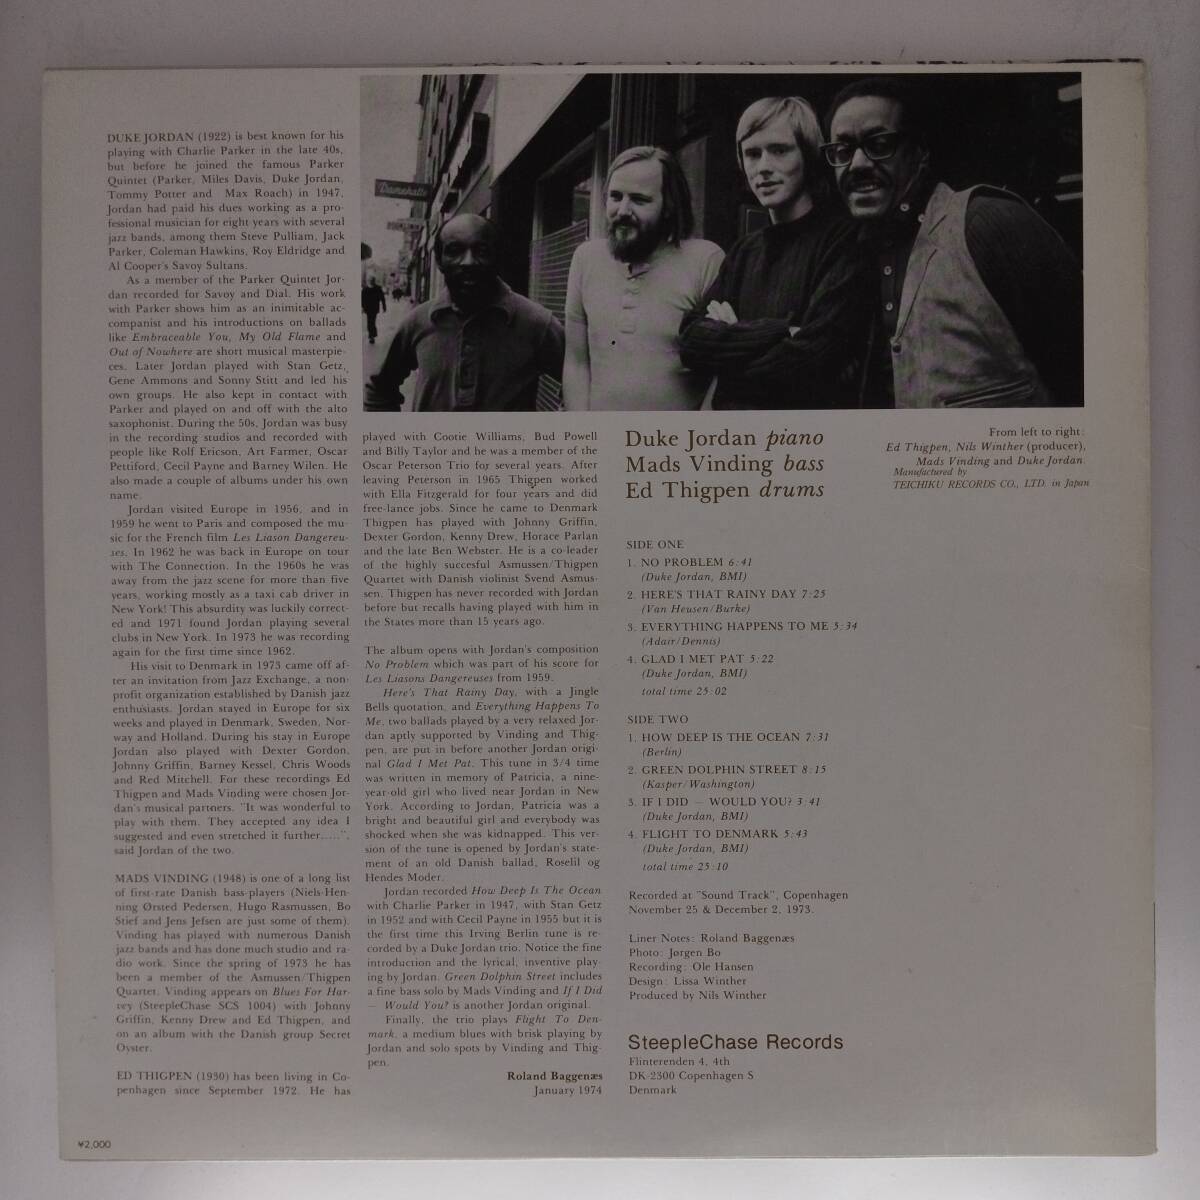 Damehalle
DUKE JORDAN (1922) is best known for his
playing with Charlie Parker in the late 40s,
but before he joined the famous Parker
Quintet (Parker, Miles Davis, Duke Jordan,
Tommy Potter and Max Roach) in 1947,
Jordan had paid his dues working as a pro-
fessional musician for eight years with several
jazz bands, among them Steve Pulliam, Jack
Parker, Coleman Hawkins, Roy Eldridge and
Al Cooper's Savoy Sultans.
As a member of the Parker Quintet Jor-
dan recorded for Savoy and Dial. His work
with Parker shows him as an inimitable ac-
companist and his introductions on ballads
like Embraceable You, My Old Flame and
Out of Nowhere are short musical masterpie-
ces. Later Jordan played with Stan Getz,
Gene Ammons and Sonny Stitt and led his
own groups. He also kept in contact with
Parker and played on and off with the alto
saxophonist. During the 50s, Jordan was busy
in the recording studios and recorded with
people like Rolf Ericson, Art Farmer, Oscar
Pettiford, Cecil Payne and Barney Wilen. He
also made a couple of albums under his own
name.
Jordan visited Europe in 1956, and in
1959 he went to Paris and composed the mu-
sic for the French film Les Liason Dangereu-
ses. In 1962 he was back in Europe on tour
with The Connection. In the 1960s he was
away from the jazz scene for more than five
years, working mostly as a taxi cab driver in
New York! This absurdity was luckily correct-
ed and 1971 found Jordan playing several
clubs in New York. In 1973 he was recording
again for the first time since 1962.
His visit to Denmark in 1973 came off af-
ter an invitation from Jazz Exchange, a non-
profit organization established by Danish jazz
enthusiasts. Jordan stayed in Europe for six
weeks and played in Denmark, Sweden, Nor-
way and Holland. During his stay in Europe
Jordan also played with Dexter Gordon,
Johnny Griffin, Barney Kessel, Chris Woods
and Red Mitchell. For these recordings Ed
Thigpen and Mads Vinding were chosen Jor-
dan's musical partners. "It was wonderful to
play with them. They accepted any idea I
suggested and even stretched it further.....",
said Jordan of the two.
MADS VINDING (1948) is one of a long list
of first-rate Danish bass-players (Niels-Hen-
ning Ørsted Pedersen, Hugo Rasmussen, Bo
Stief and Jens Jefsen are just some of them).
Vinding has played with numerous Danish
jazz bands and has done much studio and ra-
dio work. Since the spring of 1973 he has
been a member of the Asmussen/Thigpen
Quartet. Vinding appears on Blues For Har-
vey (SteepleChase SCS 1004) with Johnny
Griffin, Kenny Drew and Ed Thigpen, and
on an album with the Danish group Secret
Oyster.
ED THIGPEN (1930) has been living in Co-
penhagen since September 1972. He has
played with Cootie Williams, Bud Powell
and Billy Taylor and he was a member of the
Oscar Peterson Trio for several years. After
leaving Peterson in 1965 Thigpen worked
with Ella Fitzgerald for four years and did
free-lance jobs. Since he came to Denmark
Thigpen has played with Johnny Griffin,
Dexter Gordon, Kenny Drew, Horace Parlan
and the late Ben Webster. He is a co-leader
of the highly succesful Asmussen/Thigpen
Quartet with Danish violinist Svend Asmus-
sen. Thigpen has never recorded with Jordan
before but recalls having played with him in
the States more than 15 years ago.
The album opens with Jordan's composition
No Problem which was part of his score for
Les Liasons Dangereuses from 1959.
Here's That Rainy Day, with a Jingle
Bells quotation, and Everything Happens To
Me, two ballads played by a very relaxed Jor-
dan aptly supported by Vinding and Thig-
pen, are put in before another Jordan origi-
nal Glad I Met Pat. This tune in 3/4 time
was written in memory of Patricia, a nine-
year-old girl who lived near Jordan in New
York. According to Jordan, Patricia was a
bright and beautiful girl and everybody was
shocked when she was kidnapped. This ver-
sion of the tune is opened by Jordan's state-
ment of an old Danish ballad, Roselil og
Hendes Moder.
Jordan recorded How Deep Is The Ocean
with Charlie Parker in 1947, with Stan Getz
in 1952 and with Cecil Payne in 1955 but it is
the first time this Irving Berlin tune is re-
corded by a Duke Jordan trio. Notice the fine
introduction and the lyrical, inventive play-
ing by Jordan. Green Dolphin Street includes
a fine bass solo by Mads Vinding and If I Did
— Would You? is another Jordan original.
Finally, the trio plays Flight To Den-
mark, a medium blues with brisk playing by
Jordan and solo spots by Vinding and Thig-
pen.
Roland Baggenæs
January 1974
Duke Jordan piano
Mads Vinding bass
Ed Thigpen drums
From left to right:
Ed Thigpen, Nils Winther (producer),
Mads Vinding and Duke Jordan.
Manufactured by
TEICHIKU RECORDS CO., LTD. in Japan
SIDE ONE
1. NO PROBLEM 6:41
(Duke Jordan, BMI)
2. HERE'S THAT RAINY DAY 7:25
(Van Heusen/Burke)
3. EVERYTHING HAPPENS TO ME 5:34
(Adair/Dennis)
4. GLAD I MET PAT 5:22
(Duke Jordan, BMI)
total time 25:02
SIDE TWO
1. HOW DEEP IS THE OCEAN 7:31
(Berlin)
2. GREEN DOLPHIN STREET 8:15
(Kasper/Washington)
3. IF I DID — WOULD YOU? 3:41
(Duke Jordan, BMI)
4. FLIGHT TO DENMARK 5:43
(Duke Jordan, BMI)
total time 25:10
Recorded at "Sound Track", Copenhagen
November 25 & December 2, 1973.
Liner Notes: Roland Baggenæs
Photo: Jørgen Bo
Recording: Ole Hansen
Design: Lissa Winther
Produced by Nils Winther
SteepleChase Records
Flinterenden 4, 4th
DK-2300 Copenhagen S
Denmark
¥2,000